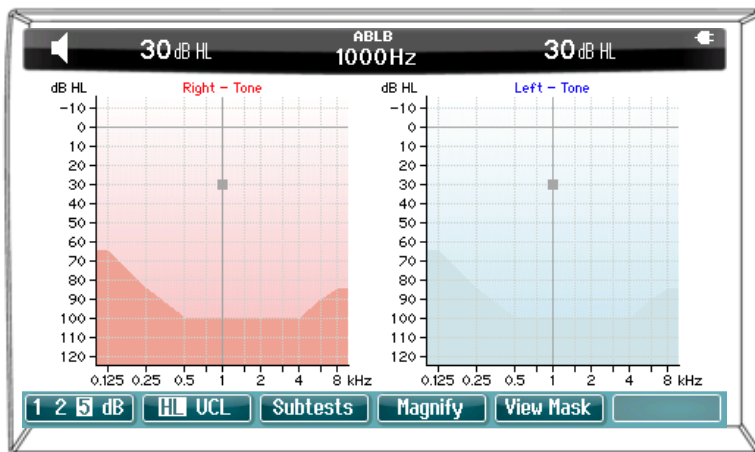 ABLB
30 dB HL 1000Hz 30 dB HL
dB HL Right - Tone dB HL Left - Tone
-10 -10
0 0
10 10
20 20
30 30
40 40
50 50
60 60
70 70
80 80
90 90
100 100
110 110
120 120
0.125 0.25 0.5 1 2 4 8 kHz 0.125 0.25 0.5 1 2 4 8 kHz
1 2 5 dB HL UCL Subtests Magnify View Mask